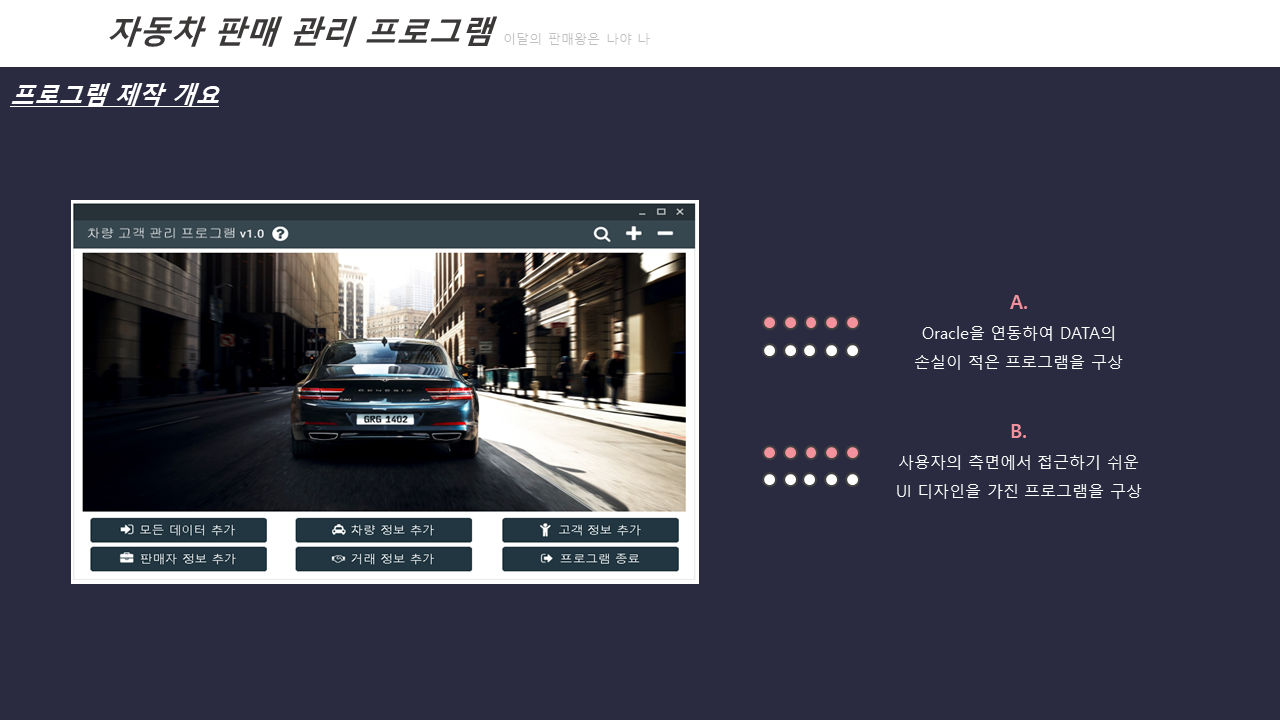 자동차 판매 관리 프로그램 이달의 판매왕은 나야 나
프로그램 제작 개요
차량 고객 관리 프로그램 v1.0
GENESIS
GRG 1402
모든 데이터 추가
차량 정보 추가
고객 정보 추가
판매자 정보 추가
거래 정보 추가
프로그램 종료
A.
Oracle을 연동하여 DATA의
손실이 적은 프로그램을 구상
B.
사용자의 측면에서 접근하기 쉬운
UI 디자인을 가진 프로그램을 구상